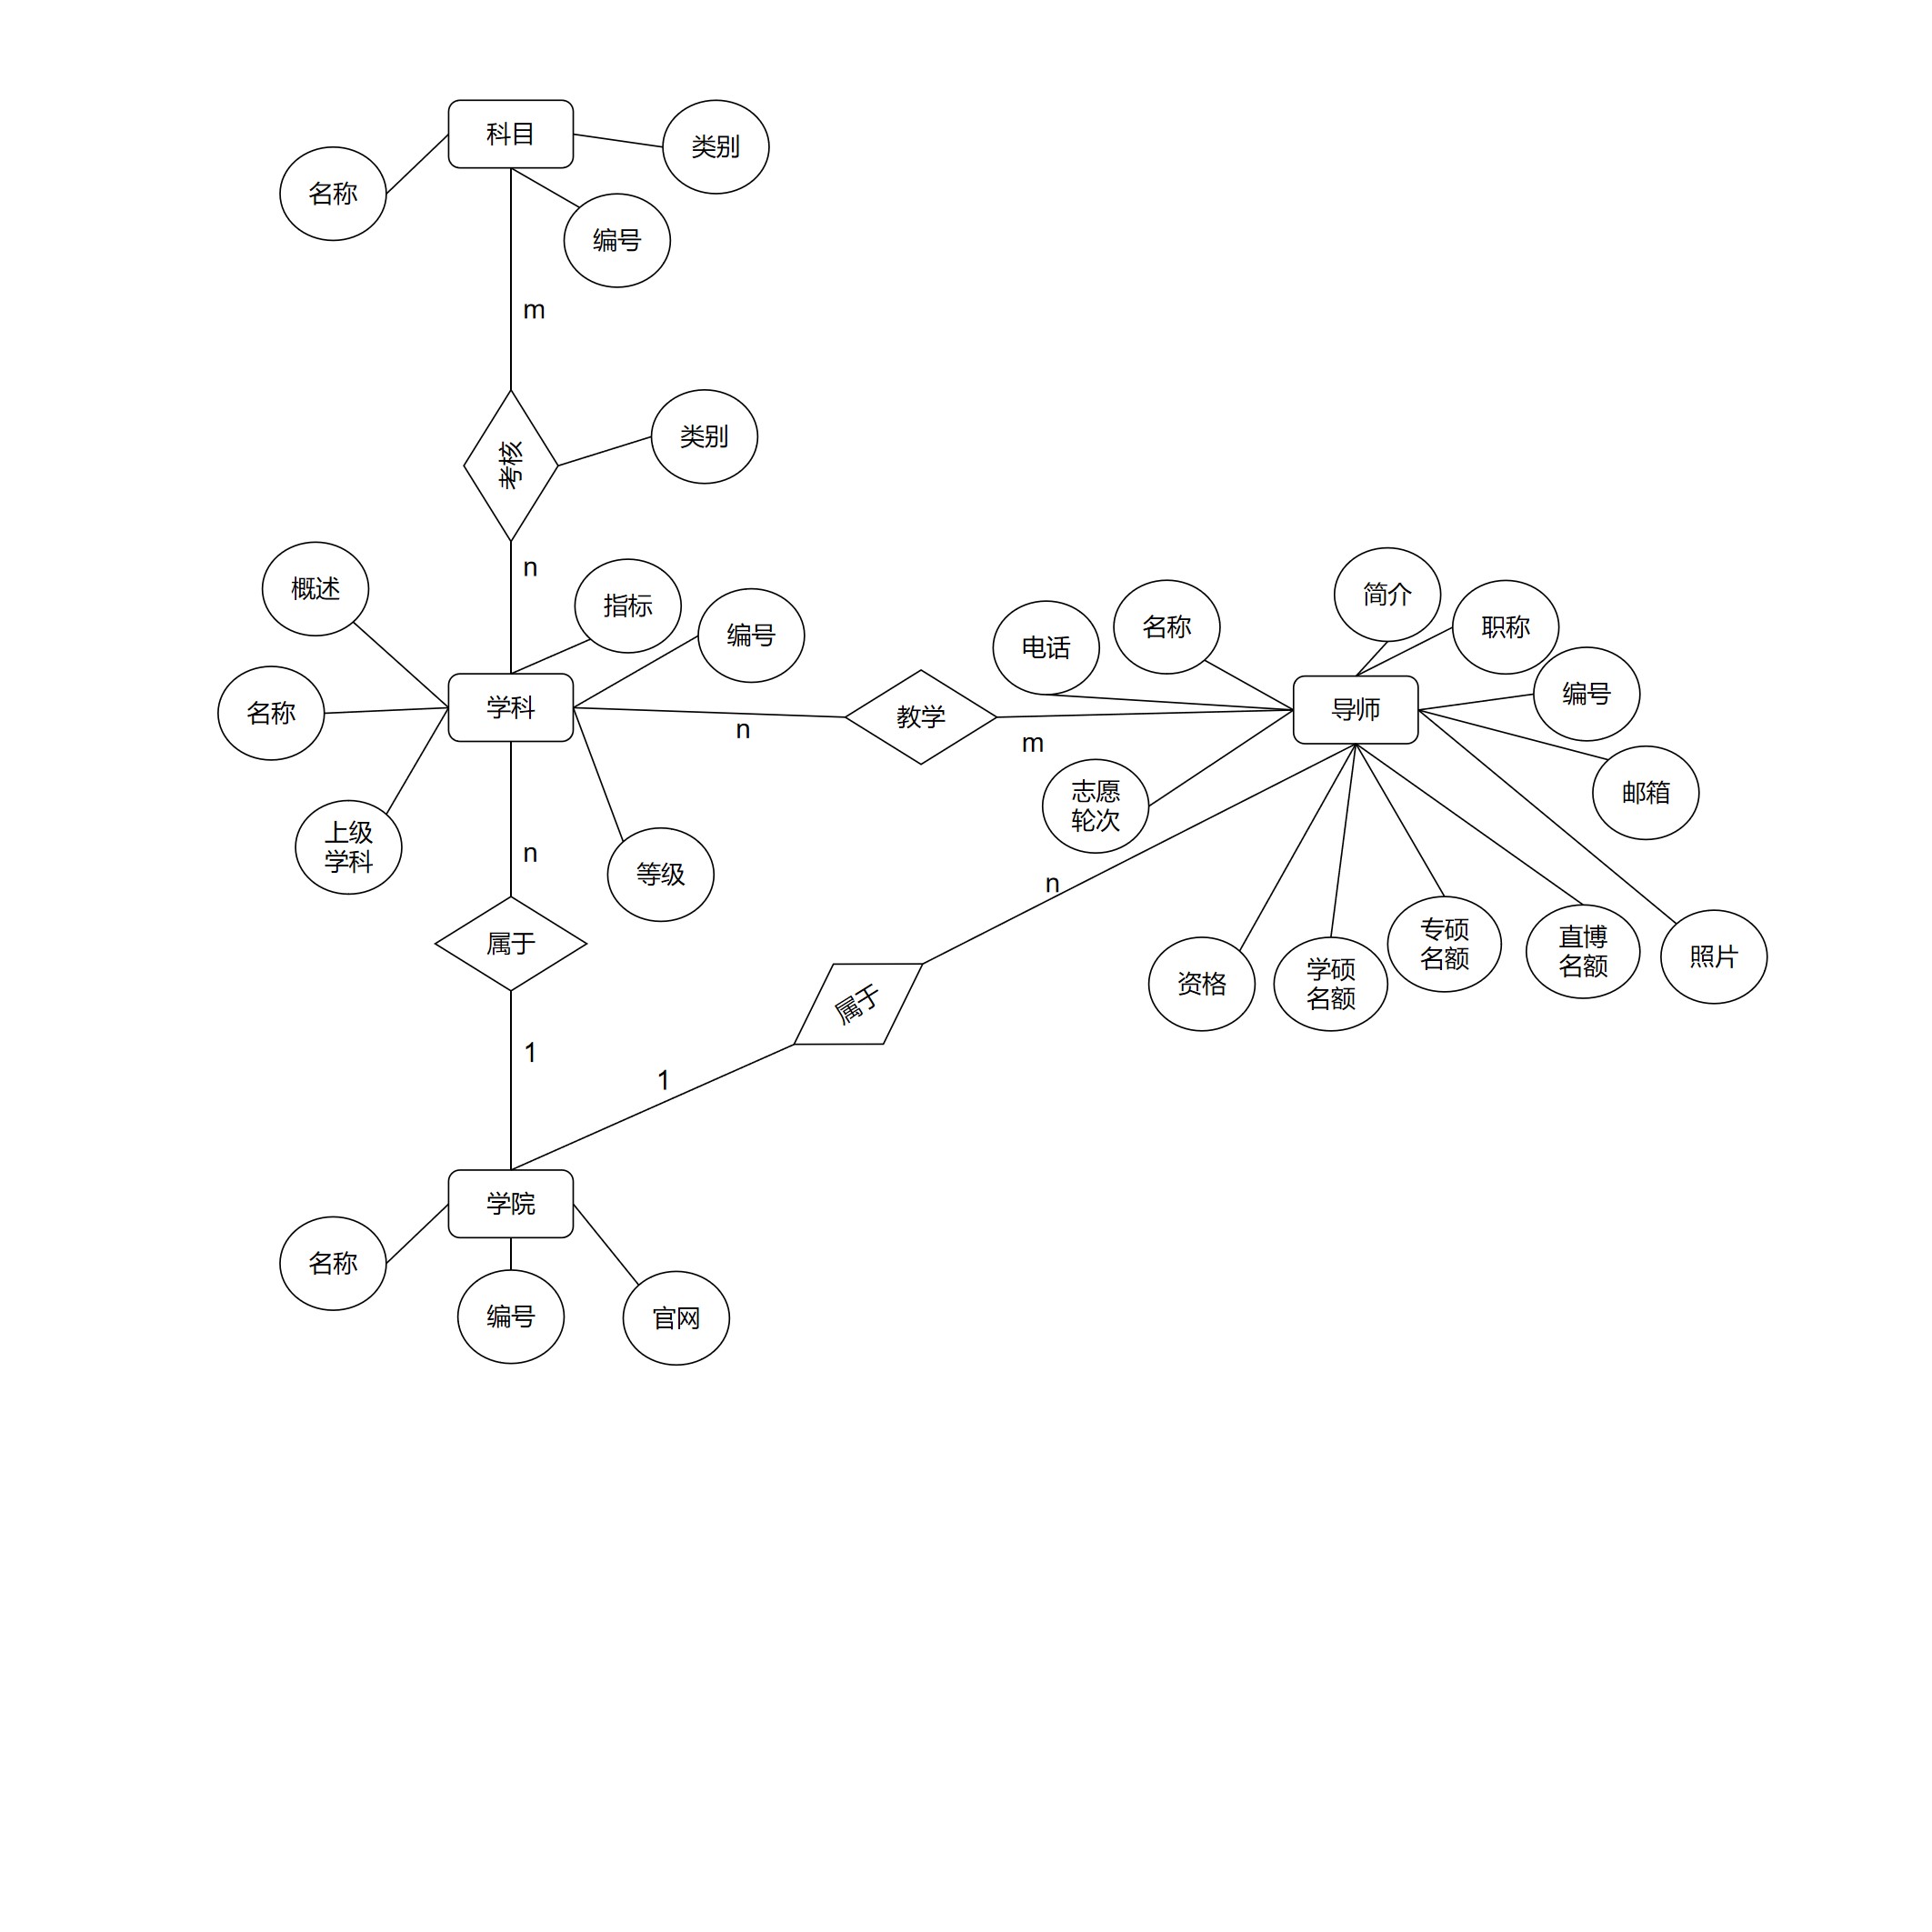 科目
类别
名称
编号
m
类别
考核
n
概述
指标
编号
简介
职称
名称
电话
名称
学科
教学
导师
编号
n
m
邮箱
志愿
轮次
上级
学科
n
等级
n
属于
专硕
名额
直博
名额
照片
资格
学硕
名额
属于
1
1
学院
名称
编号
官网